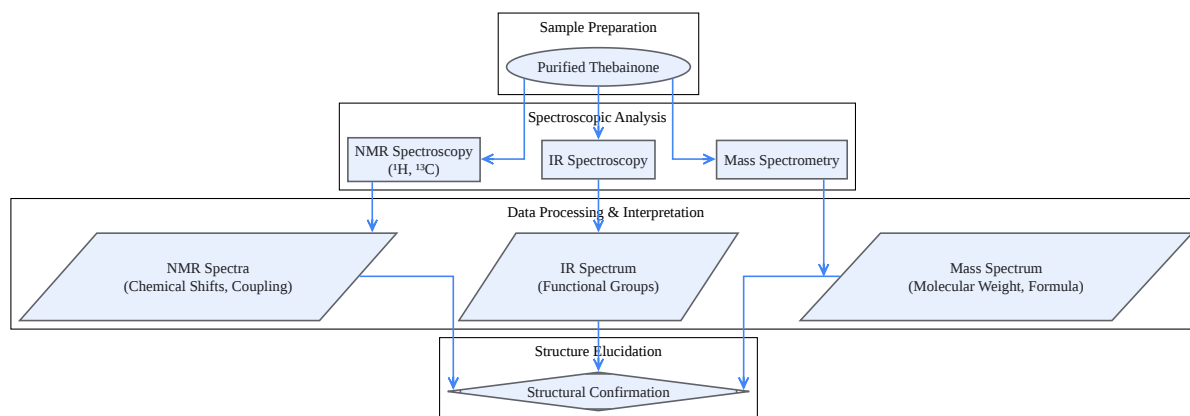 Sample Preparation
Purified Thebainone
Spectroscopic Analysis
NMR Spectroscopy
(¹H, ¹³C)
IR Spectroscopy
Mass Spectrometry
Data Processing & Interpretation
NMR Spectra
(Chemical Shifts, Coupling)
IR Spectrum
(Functional Groups)
Mass Spectrum
(Molecular Weight, Formula)
Structure Elucidation
Structural Confirmation